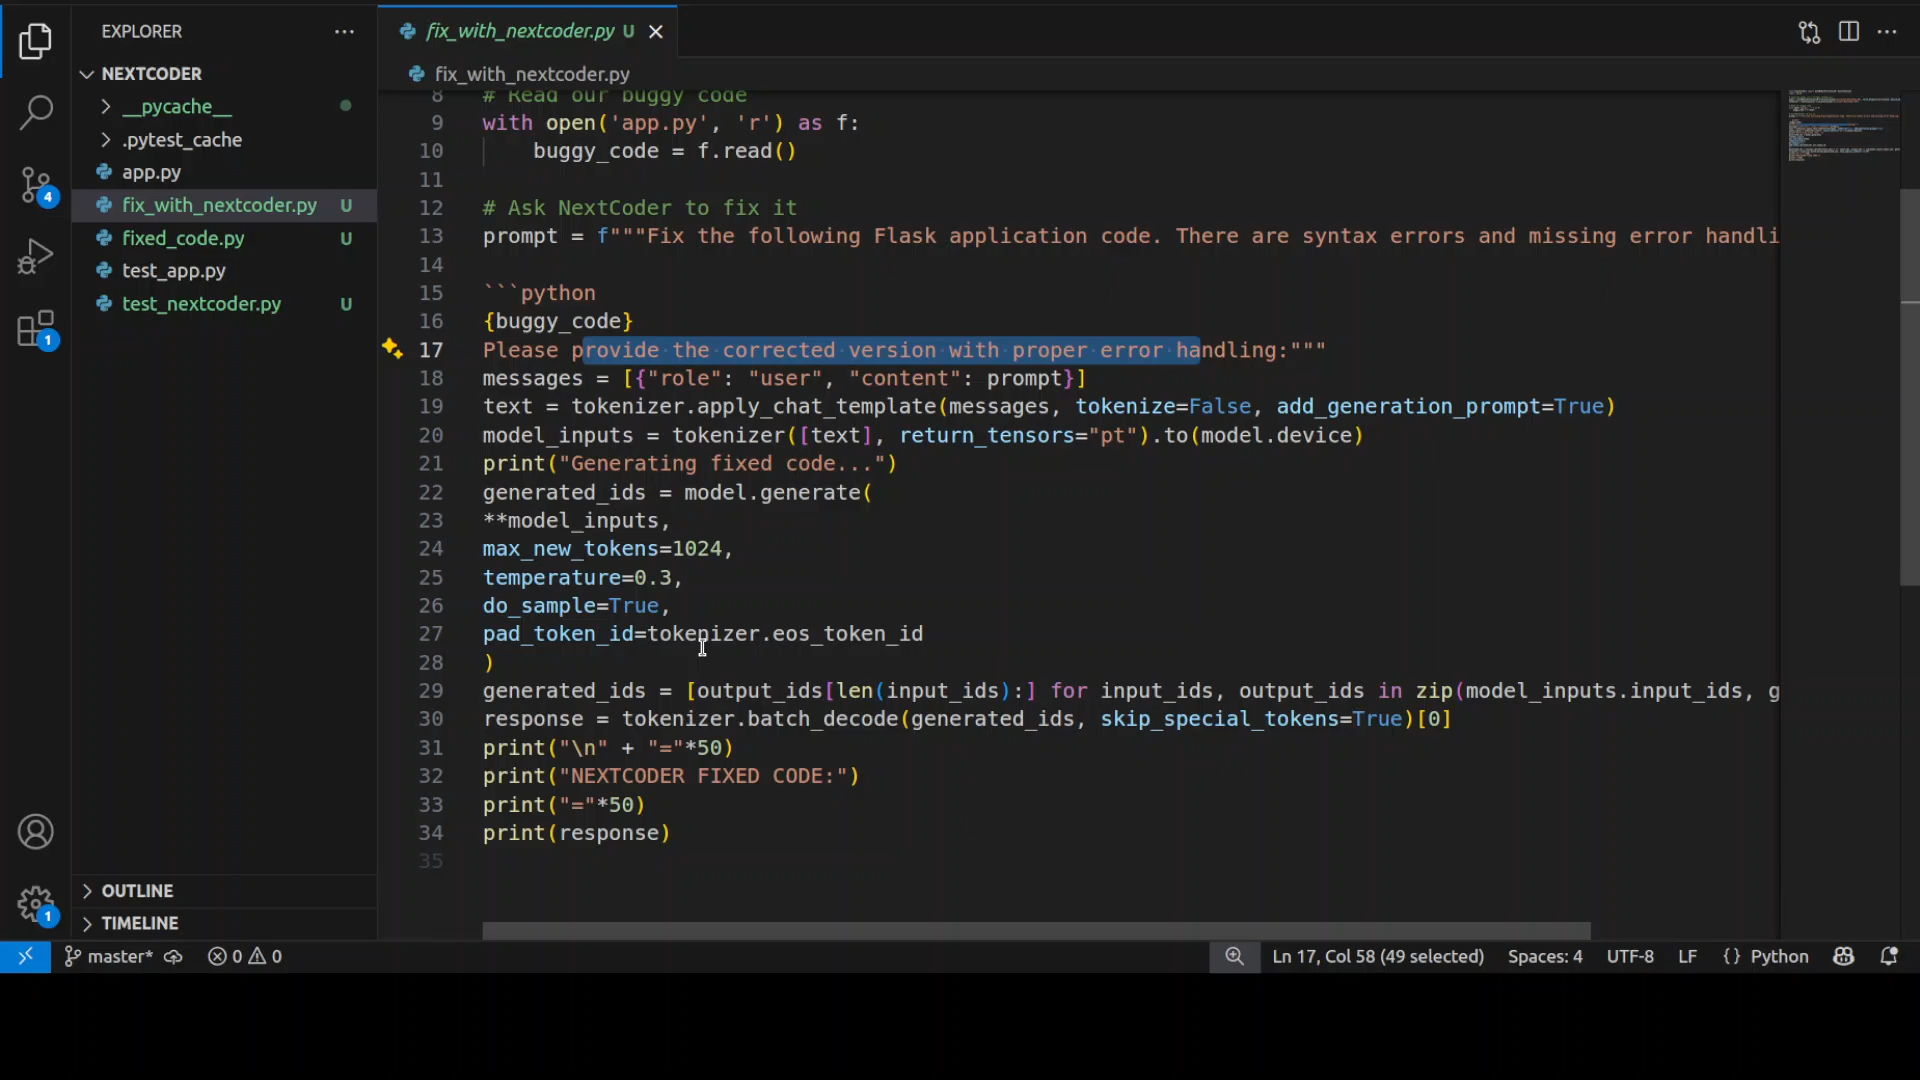 EXPLORER
NEXTCODER
__pycache__
.pytest_cache
app.py
fix_with_nextcoder.py U
fixed_code.py U
test_app.py
test_nextcoder.py U
OUTLINE
TIMELINE
4
1
1
fix_with_nextcoder.py U
fix_with_nextcoder.py
8 # Read our buggy code
9 with open('app.py', 'r') as f:
10 buggy_code = f.read()
11
12 # Ask NextCoder to fix it
13 prompt = f"""Fix the following Flask application code. There are syntax errors and missing error handli
14
15 ```python
16 {buggy_code}
17 Please provide the corrected version with proper error handling:"""
18 messages = [{"role": "user", "content": prompt}]
19 text = tokenizer.apply_chat_template(messages, tokenize=False, add_generation_prompt=True)
20 model_inputs = tokenizer([text], return_tensors="pt").to(model.device)
21 print("Generating fixed code...")
22 generated_ids = model.generate(
23 **model_inputs,
24 max_new_tokens=1024,
25 temperature=0.3,
26 do_sample=True,
27 pad_token_id=tokenizer.eos_token_id
28 )
29 generated_ids = [output_ids[len(input_ids):] for input_ids, output_ids in zip(model_inputs.input_ids, g
30 response = tokenizer.batch_decode(generated_ids, skip_special_tokens=True)[0]
31 print("\n" + "="*50)
32 print("NEXTCODER FIXED CODE:")
33 print("="*50)
34 print(response)
35
master* 0 0 Ln 17, Col 58 (49 selected) Spaces: 4 UTF-8 LF {} Python